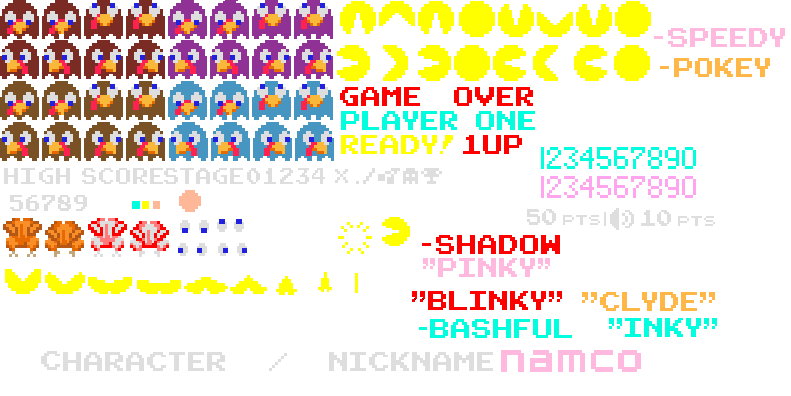 -SPEEDY
-POKEY
GAME OVER
PLAYER ONE
READY! 1UP
1234567890
HIGH SCORESTAGE01234 X ./
1234567890
56789
50 PTS 10 PTS
-SHADOW
"PINKY"
"BLINKY" "CLYDE"
-BASHFUL "INKY"
CHARACTER / NICKNAME namco